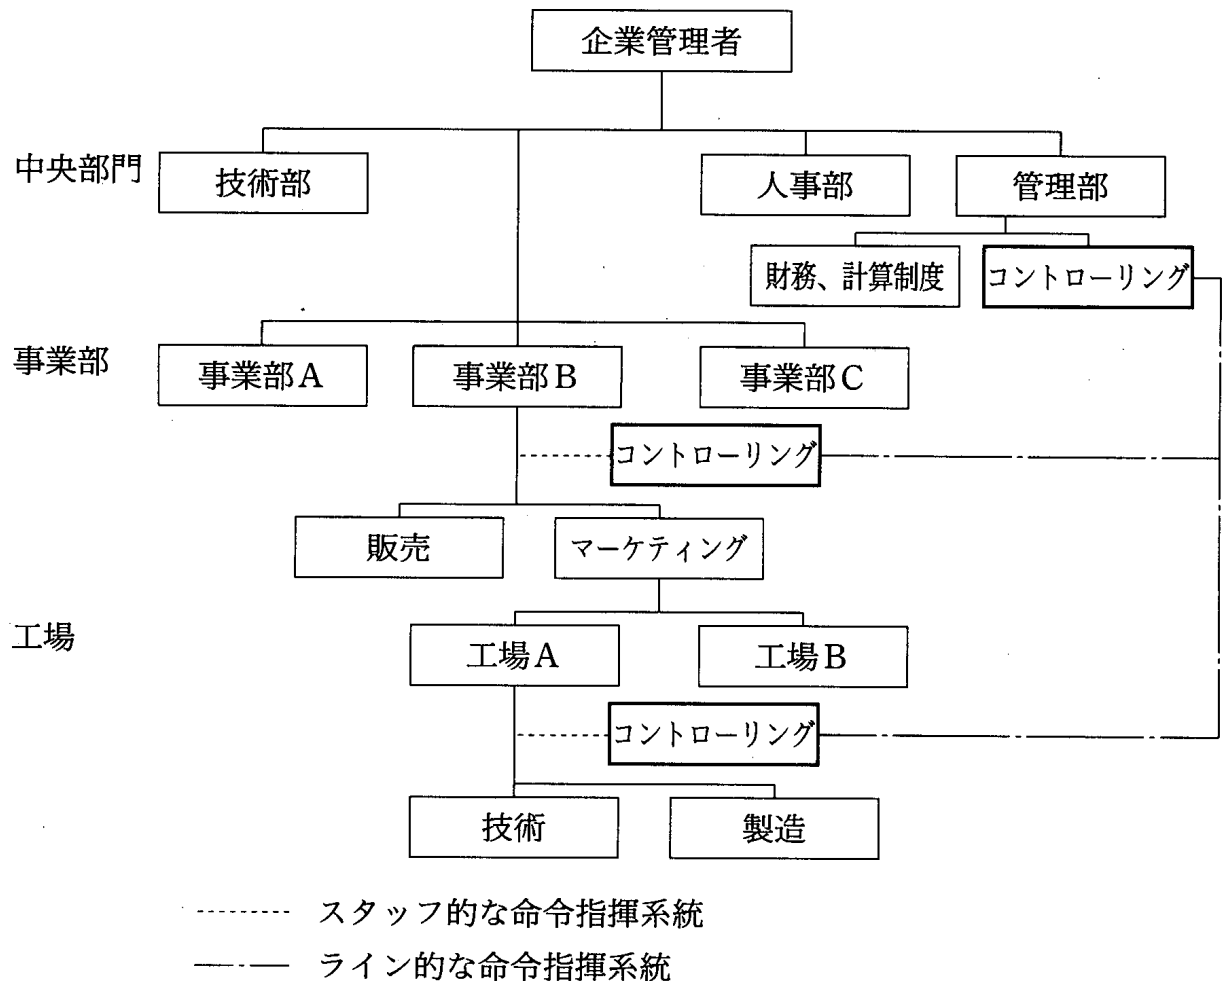 企業管理者
中央部門
技術部
人事部
管理部
財務、計算制度
コントローリング
事業部
事業部A
事業部B
事業部C
コントローリング
販売
マーケティング
工場
工場A
工場B
コントローリング
技術
製造
スタッフ的な命令指揮系統
ライン的な命令指揮系統